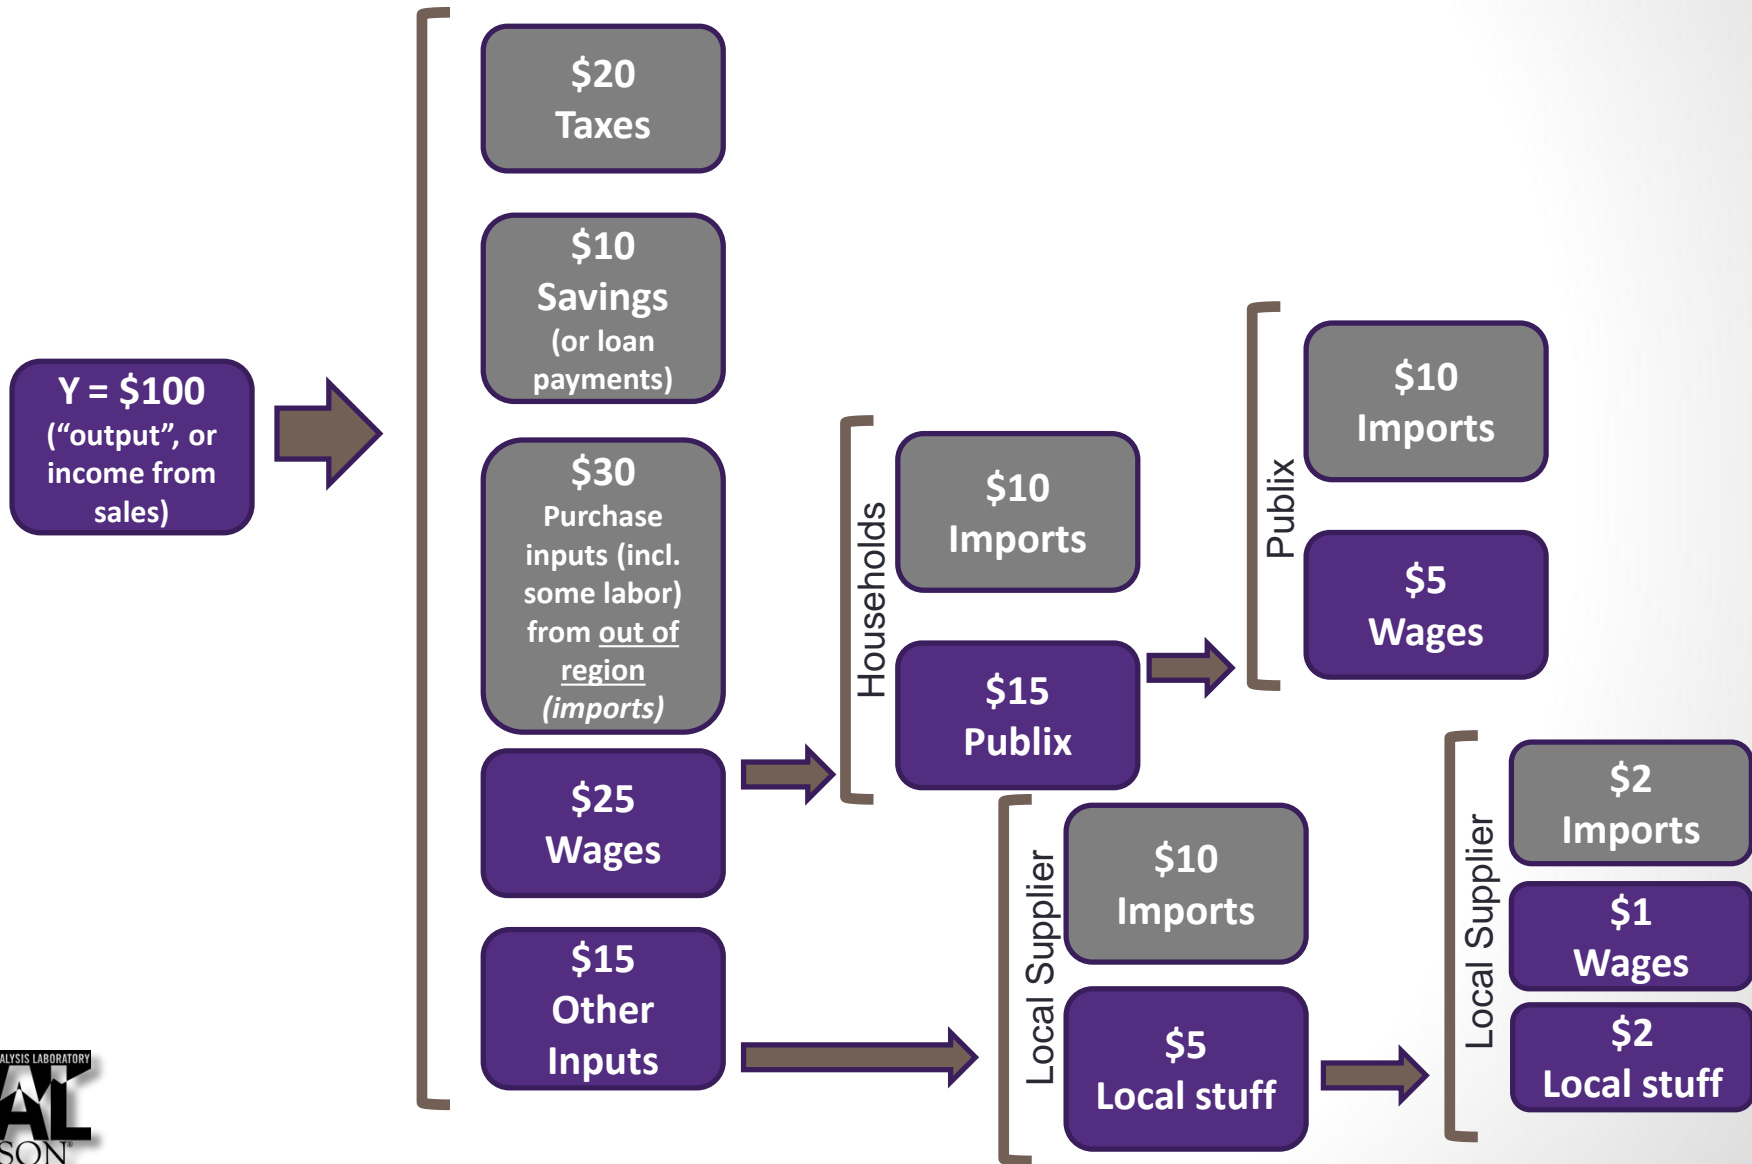 Y = $100
(“output”, or
income from
sales)
$20
Taxes
$10
Savings
(or loan
payments)
$30
Purchase
inputs (incl.
some labor)
from out of
region
(imports)
$25
Wages
$15
Other
Inputs
Households
$10
Imports
$15
Publix
Publix
$10
Imports
$5
Wages
Local Supplier
$10
Imports
$5
Local stuff
Local Supplier
$2
Imports
$1
Wages
$2
Local stuff
LABORATORY